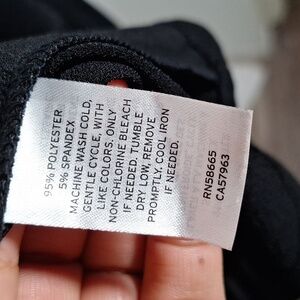 95% POLYESTER
5% SPANDEX
MACHINE WASH COLD,
GENTLE CYCLE, WITH
LIKE COLORS. ONLY
NON-CHLORINE BLEACH
IF NEEDED. TUMBLE
DRY LOW, REMOVE
PROMPTLY. COOL IRON
IF NEEDED.
RN58665
CA57963